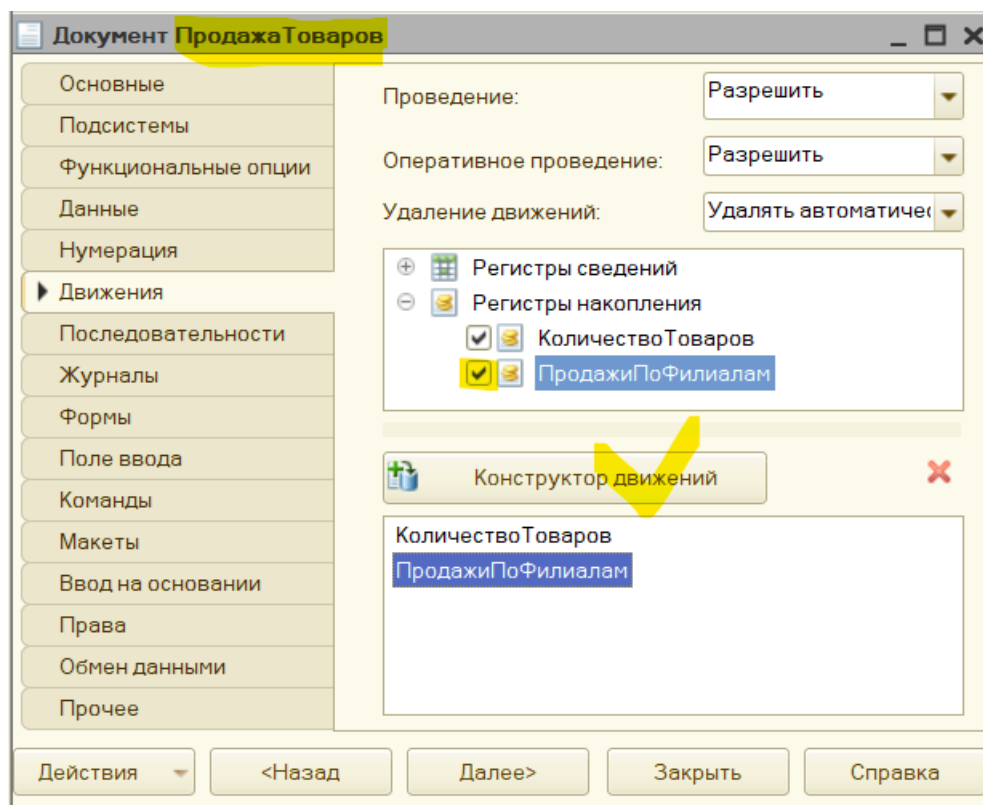 Документ ПродажаТоваров
Основные
Подсистемы
Функциональные опции
Данные
Нумерация
Движения
Последовательности
Журналы
Формы
Поле ввода
Команды
Макеты
Ввод на основании
Права
Обмен данными
Прочее
Проведение: Разрешить
Оперативное проведение: Разрешить
Удаление движений: Удалять автоматичес
Регистры сведений
Регистры накопления
КоличествоТоваров
ПродажиПоФилиалам
Конструктор движений
КоличествоТоваров
ПродажиПоФилиалам
Действия <Назад Далее> Закрыть Справка